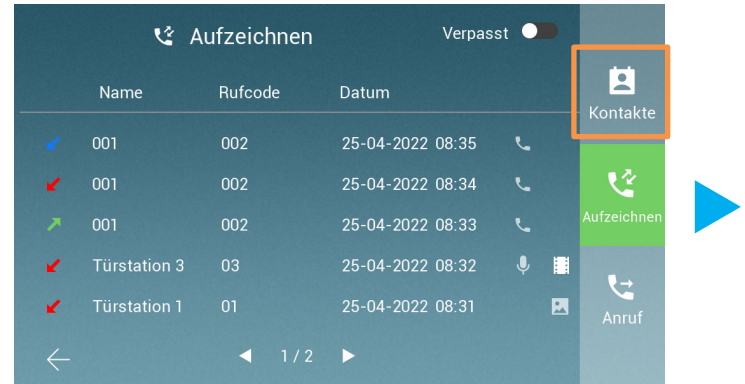 Aufzeichnen Verpasst
Name Rufcode Datum
001 002 25-04-2022 08:35
001 002 25-04-2022 08:34
001 002 25-04-2022 08:33
Türstation 3 03 25-04-2022 08:32
Türstation 1 01 25-04-2022 08:31
1 / 2
Kontakte
Aufzeichnen
Anruf